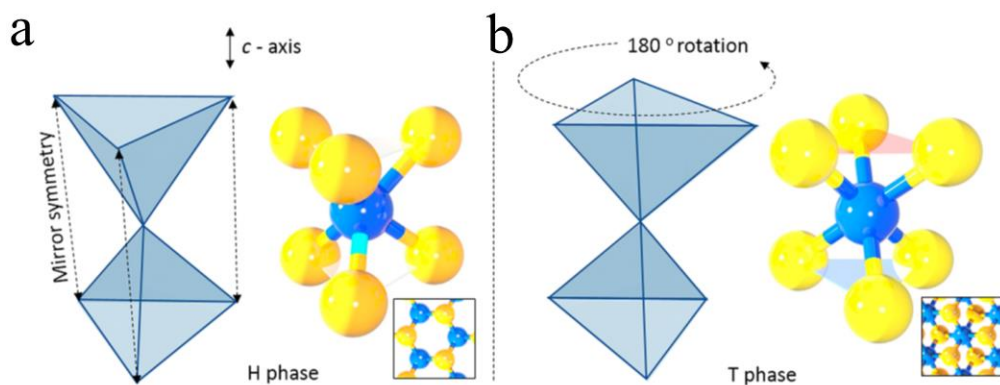 a
c - axis
Mirror symmetry
H phase
b
180 º rotation
T phase